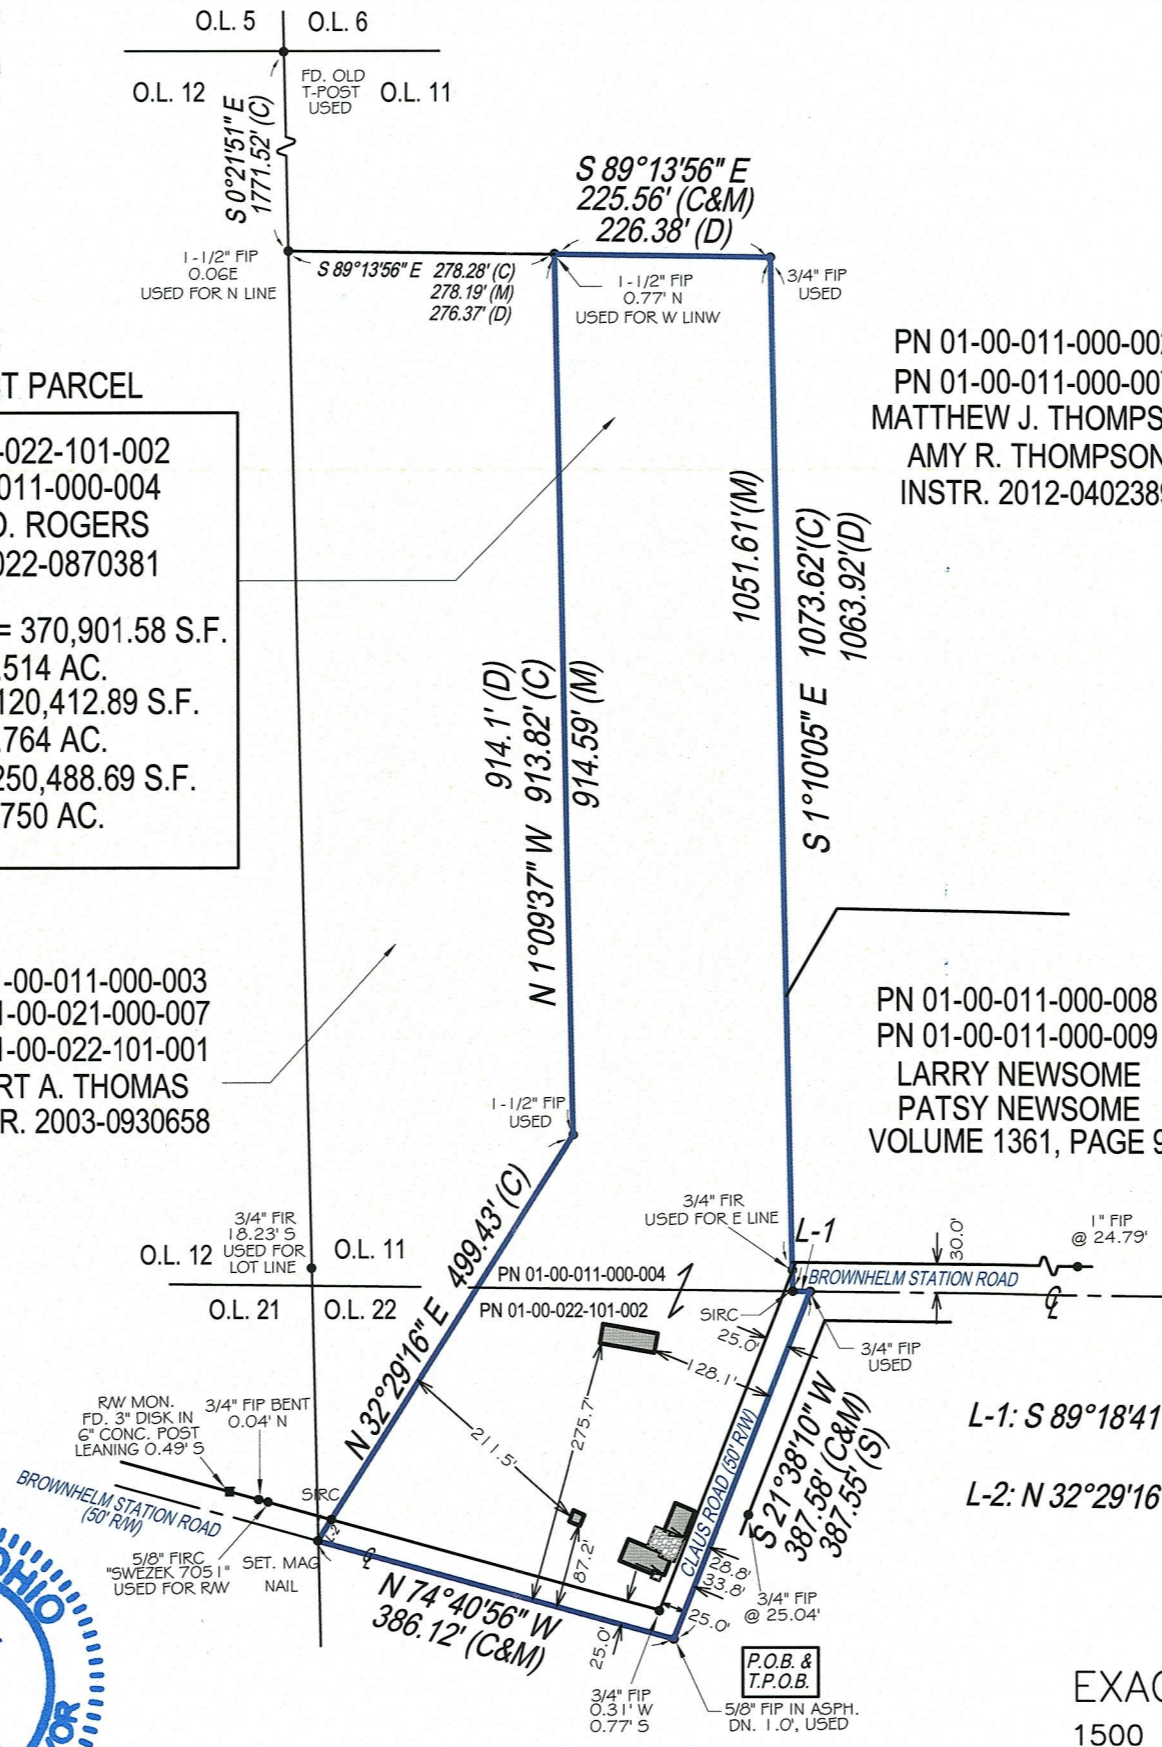 O.L. 5
O.L. 6
O.L. 12
FD. OLD
T-POST
USED
O.L. 11
S 0°21'51" E
1771.52' (C)
S 89°13'56" E
225.56' (C&M)
226.38' (D)
1-1/2" FIP
0.06E
USED FOR N LINE
S 89°13'56" E 278.28' (C)
278.19' (M)
276.37' (D)
1-1/2" FIP
0.77' N
USED FOR W LINW
3/4" FIP
USED
PN 01-00-011-000-002
PN 01-00-011-000-007
MATTHEW J. THOMPS
AMY R. THOMPSON
INSTR. 2012-0402389
T PARCEL
-022-101-002
011-000-004
D. ROGERS
022-0870381
= 370,901.58 S.F.
.514 AC.
120,412.89 S.F.
.764 AC.
250,488.69 S.F.
.750 AC.
1051.61'(M)
S 1°10'05" E 1073.62'(C)
1063.92'(D)
914.1' (D)
N 1°09'37" W 913.82' (C)
914.59' (M)
-00-011-000-003
-00-021-000-007
-00-022-101-001
RT A. THOMAS
R. 2003-0930658
PN 01-00-011-000-008
PN 01-00-011-000-009
LARRY NEWSOME
PATSY NEWSOME
VOLUME 1361, PAGE 9
1-1/2" FIP
USED
N 32°29'16" E 499.43' (C)
3/4" FIR
18.23' S
USED FOR
LOT LINE
O.L. 12
O.L. 11
O.L. 21
O.L. 22
3/4" FIR
USED FOR E LINE
L-1
30.0'
1" FIP
@ 24.79'
PN 01-00-011-000-004
PN 01-00-022-101-002
BROWNHELM STATION ROAD
SIRC
25.0'
3/4" FIP
USED
128.1'
275.7'
211.5'
87.2'
CLAUS ROAD (50' R/W)
S 21°38'10" W
387.58' (C&M)
387.55' (S)
L-1: S 89°18'41
L-2: N 32°29'16
R/W MON.
FD. 3" DISK IN
6" CONC. POST
LEANING 0.49' S
3/4" FIP BENT
0.04' N
BROWNHELM STATION ROAD
(50' R/W)
SIRC
L-2
5/8" FIRC
"SWEZEK 7051"
USED FOR R/W
SET. MAG
NAIL
N 74°40'56" W
386.12' (C&M)
28.8'
33.8'
25.0'
3/4" FIP
@ 25.04'
25.0'
3/4" FIP
0.31' W
0.77' S
P.O.B. &
T.P.O.B.
5/8" FIP IN ASPH.
DN. 1.0', USED
OHIO
YOR
EXAC
1500